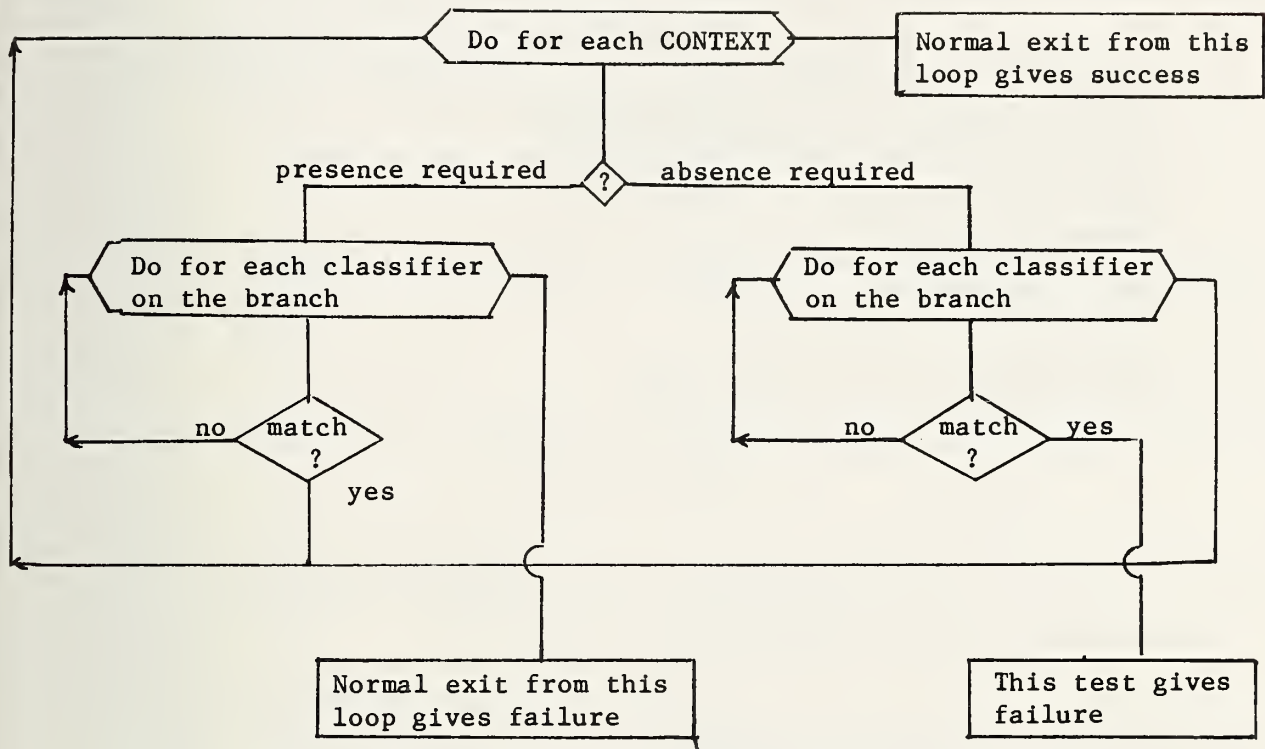 Do for each CONTEXT
Normal exit from this
loop gives success
presence required
?
absence required
Do for each classifier
on the branch
Do for each classifier
on the branch
no
match
?
yes
no
match
?
yes
Normal exit from this
loop gives failure
This test gives
failure